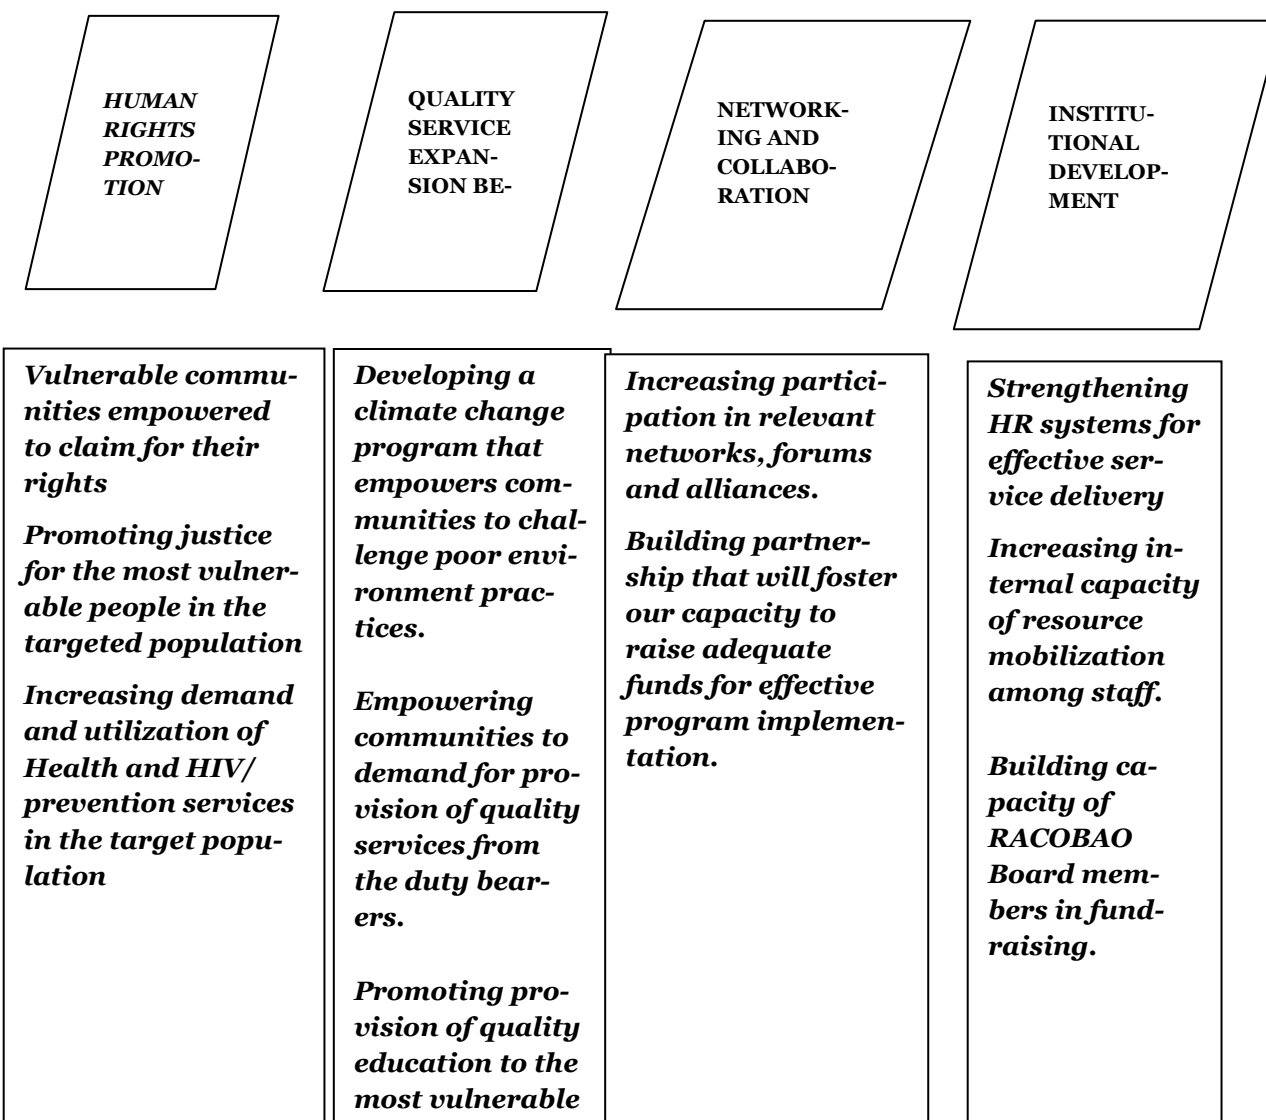 HUMAN
RIGHTS
PROMO-
TION
QUALITY
SERVICE
EXPAN-
SION BE-
NETWORK-
ING AND
COLLABO-
RATION
INSTITU-
TIONAL
DEVELOP-
MENT
Vulnerable commu-
nities empowered
to claim for their
rights
Promoting justice
for the most vulner-
able people in the
targeted population
Increasing demand
and utilization of
Health and HIV/
prevention services
in the target popu-
lation
Developing a
climate change
program that
empowers com-
munities to chal-
lenge poor envi-
ronment prac-
tices.
Empowering
communities to
demand for pro-
vision of quality
services from
the duty bear-
ers.
Promoting pro-
vision of quality
education to the
most vulnerable
Increasing partici-
pation in relevant
networks, forums
and alliances.
Building partner-
ship that will foster
our capacity to
raise adequate
funds for effective
program implemen-
tation.
Strengthening
HR systems for
effective ser-
vice delivery
Increasing in-
ternal capacity
of resource
mobilization
among staff.
Building ca-
pacity of
RACOBAO
Board mem-
bers in fund-
raising.